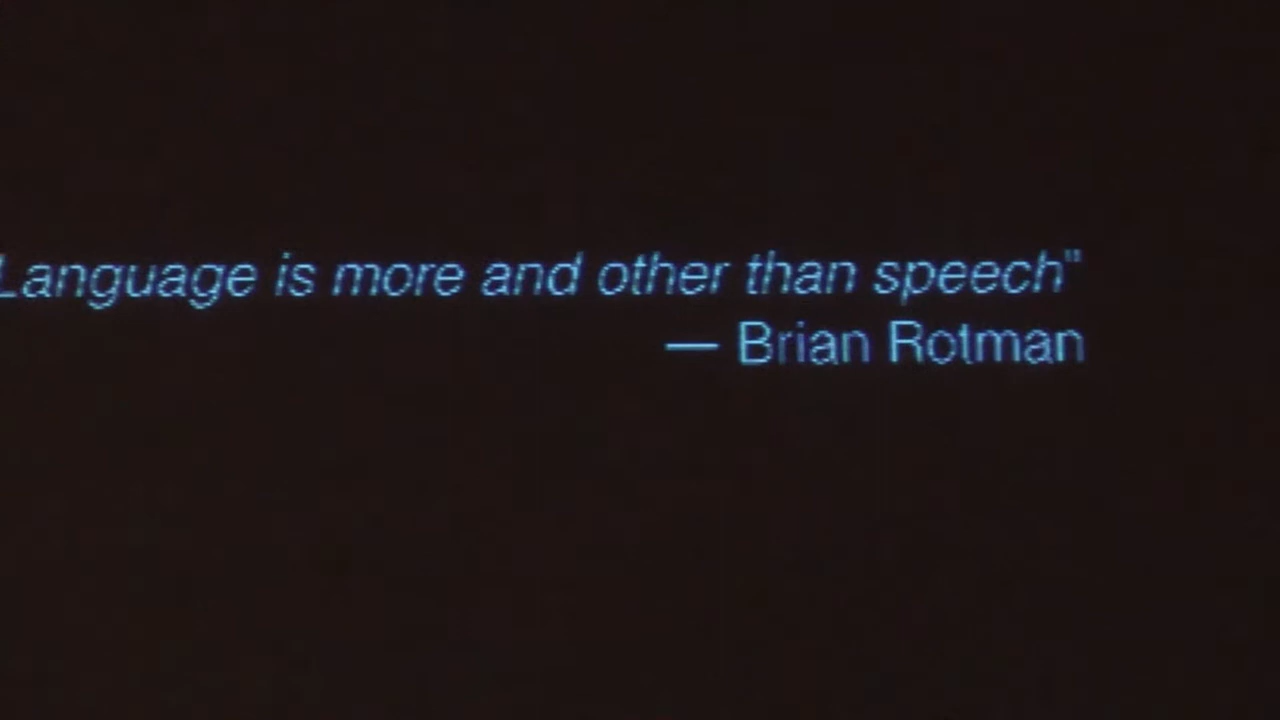 Language is more and other than speech"
— Brian Rotman